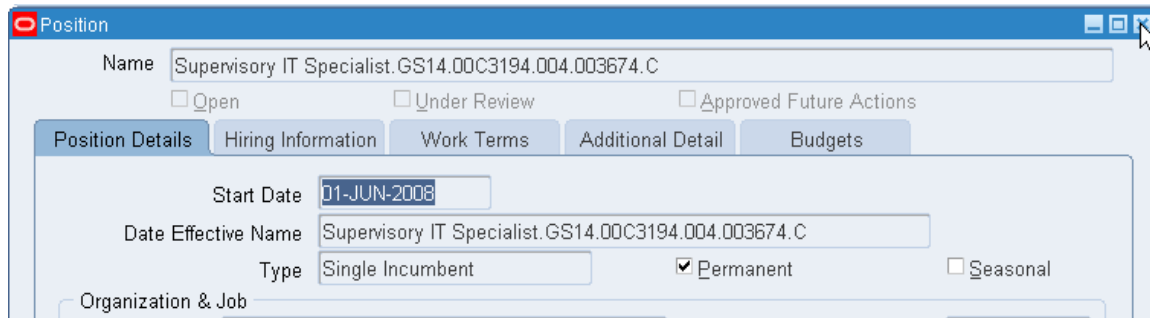 Position
Name Supervisory IT Specialist.GS14.00C3194.004.003674.C
Open Under Review Approved Future Actions
Position Details Hiring Information Work Terms Additional Detail Budgets
Start Date 01-JUN-2008
Date Effective Name Supervisory IT Specialist.GS14.00C3194.004.003674.C
Type Single Incumbent Permanent Seasonal
Organization & Job